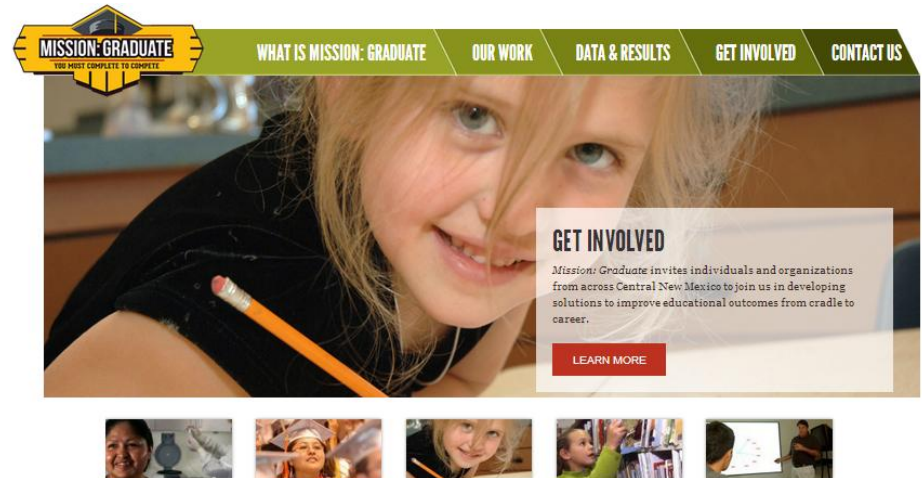 MISSION: GRADUATE
YOU MUST COMPLETE TO COMPETE
WHAT IS MISSION: GRADUATE
OUR WORK
DATA & RESULTS
GET INVOLVED
CONTACT US
GET INVOLVED
Mission: Graduate invites individuals and organizations
from across Central New Mexico to join us in developing
solutions to improve educational outcomes from cradle to
career.
LEARN MORE